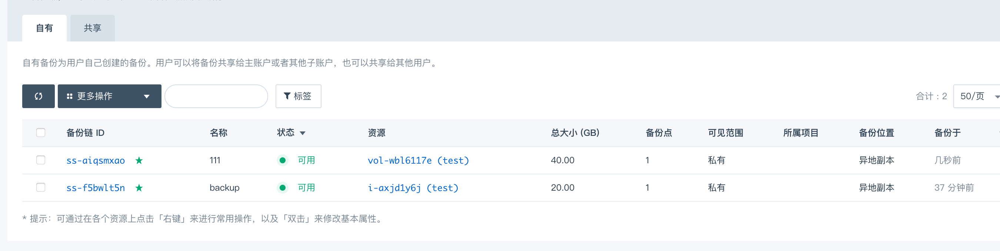 自有 共享
自有备份为用户自己创建的备份。用户可以将备份共享给主账户或者其他子账户，也可以共享给其他用户。
更多操作 标签 合计：2 50/页
备份链 ID 名称 状态 资源 总大小 (GB) 备份点 可见范围 所属项目 备份位置 备份于
ss-aiqsmxao 111 可用 vol-wbl6117e (test) 40.00 1 私有 异地副本 几秒前
ss-f5bwlt5n backup 可用 i-axjd1y6j (test) 20.00 1 私有 异地副本 37 分钟前
* 提示：可通过在各个资源上点击「右键」来进行常用操作，以及「双击」来修改基本属性。